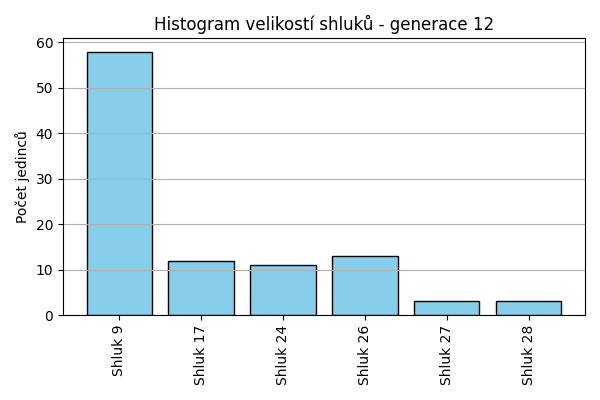 Histogram velikostí shluků - generace 12
Počet jedinců
60
50
40
30
20
10
0
Shluk 9
Shluk 17
Shluk 24
Shluk 26
Shluk 27
Shluk 28